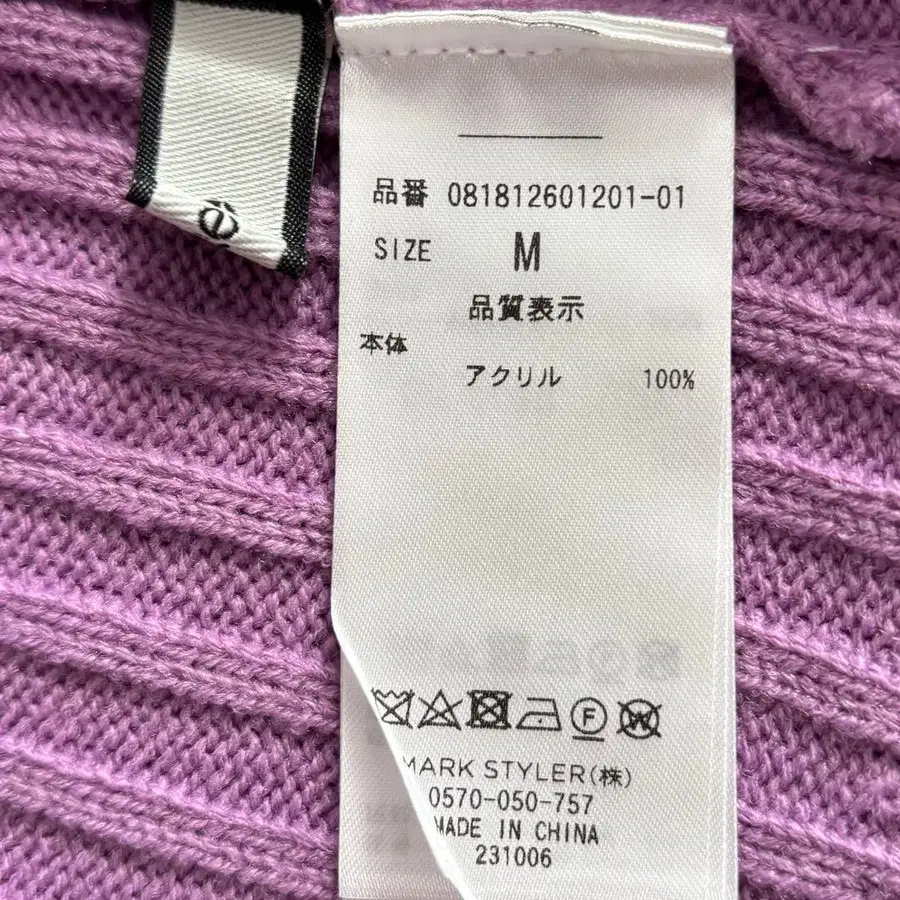 品番 081812601201-01
SIZE M
品質表示
本体
アクリル 100%
F
W
MARK STYLER(株)
0570-050-757
MADE IN CHINA
231006